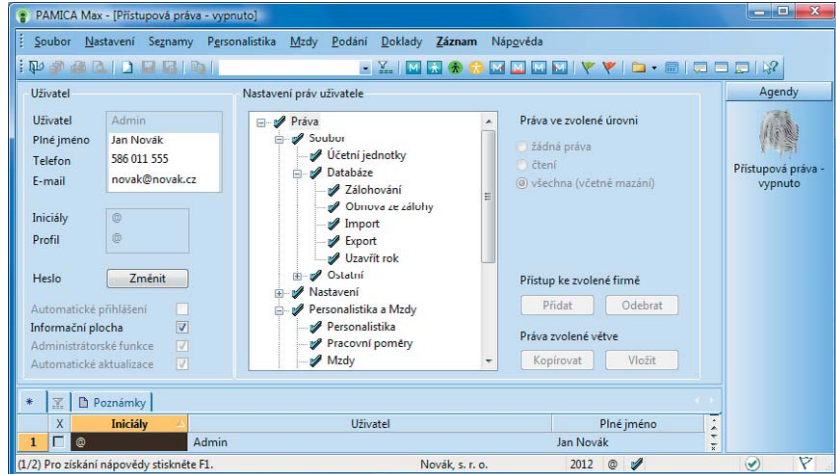 PAMICA Max - [Přístupová práva - vypnuto]
Soubor Nastavení Seznamy Personalistika Mzdy Podání Doklady Záznam Nápověda
Uživatel
Uživatel Admin
Plné jméno Jan Novák
Telefon 586 011 555
E-mail novak@novak.cz
Iniciály @
Profil @
Heslo Změnit
Automatické přihlášení
Informační plocha
Administrátorské funkce
Automatické aktualizace
Nastavení práv uživatele
Práva
Soubor
Účetní jednotky
Databáze
Zálohování
Obnova ze zálohy
Import
Export
Uzavřít rok
Ostatní
Nastavení
Personalistika a Mzdy
Personalistika
Pracovní poměry
Mzdy
Práva ve zvolené úrovni
žádná práva
čtení
všechna (včetně mazání)
Přístup ke zvolené firmě
Přidat Odebrat
Práva zvolené větve
Kopírovat Vložit
Agendy
Přístupová práva -
vypnuto
* Poznámky
X Iniciály Uživatel Plné jméno
1 @ Admin Jan Novák
(1/2) Pro získání nápovědy stiskněte F1. Novák, s. r. o. 2012 @